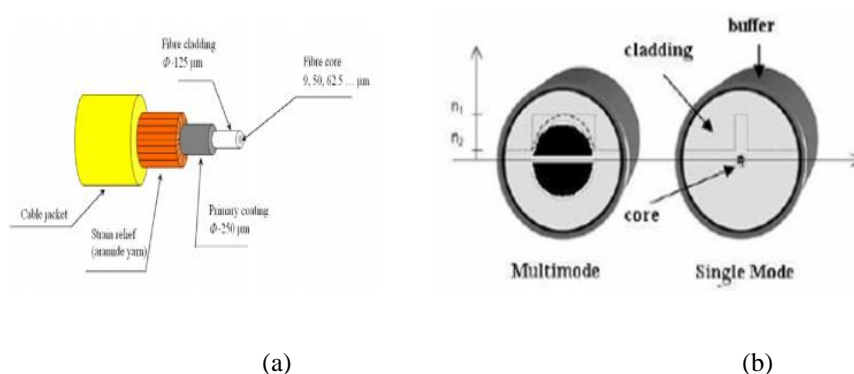 Fibre cladding
Φ-125 μm
Fibre core
9, 50, 62.5 ... μm
Cable jacket
Strain relief
(aramide yarn)
Primary coating
Φ-250 μm
(a)
buffer
cladding
n1
n2
core
Multimode
Single Mode
(b)